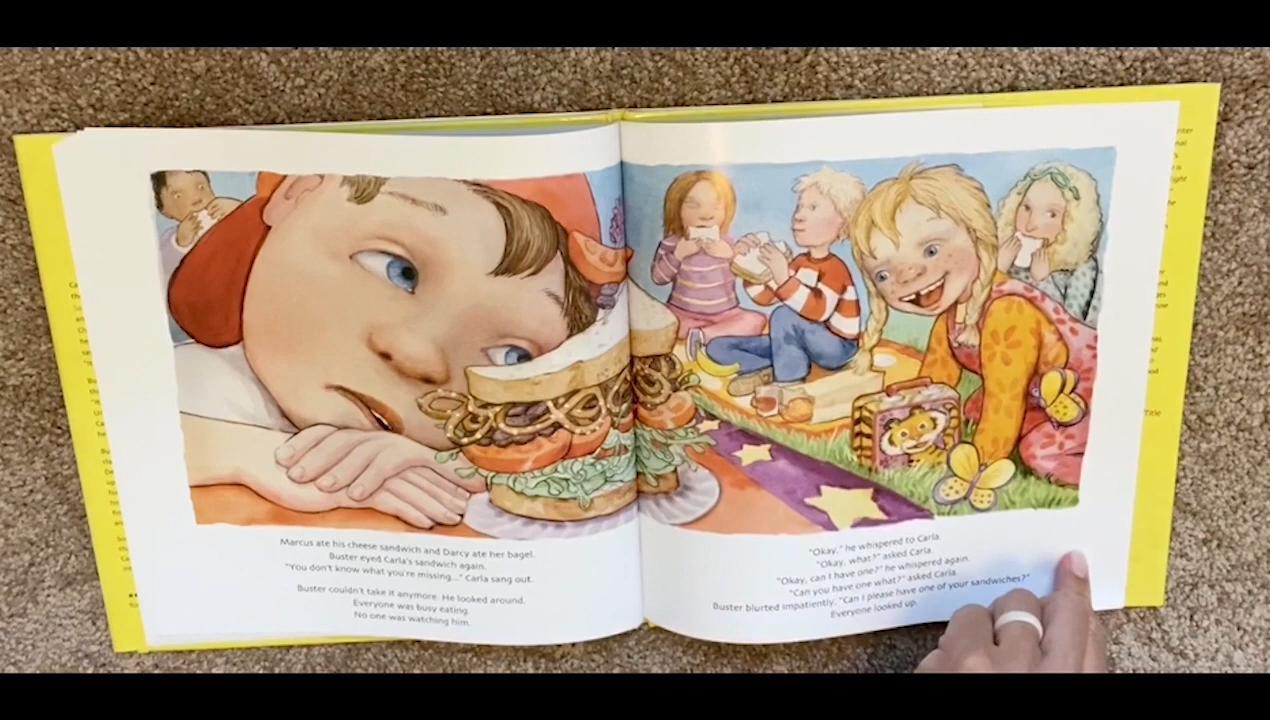 Marcus ate his cheese sandwich and Darcy ate her bagel.
Buster eyed Carla's sandwich again.
"You don't know what you're missing..." Carla sang out.
Buster couldn't take it anymore. He looked around.
Everyone was busy eating.
No one was watching him.
"Okay," he whispered to Carla.
"Okay, what?" asked Carla.
"Okay, can I have one?" he whispered again.
"Can you have one what?" asked Carla.
Buster blurted impatiently, "Can I please have one of your sandwiches?"
Everyone looked up.
Title